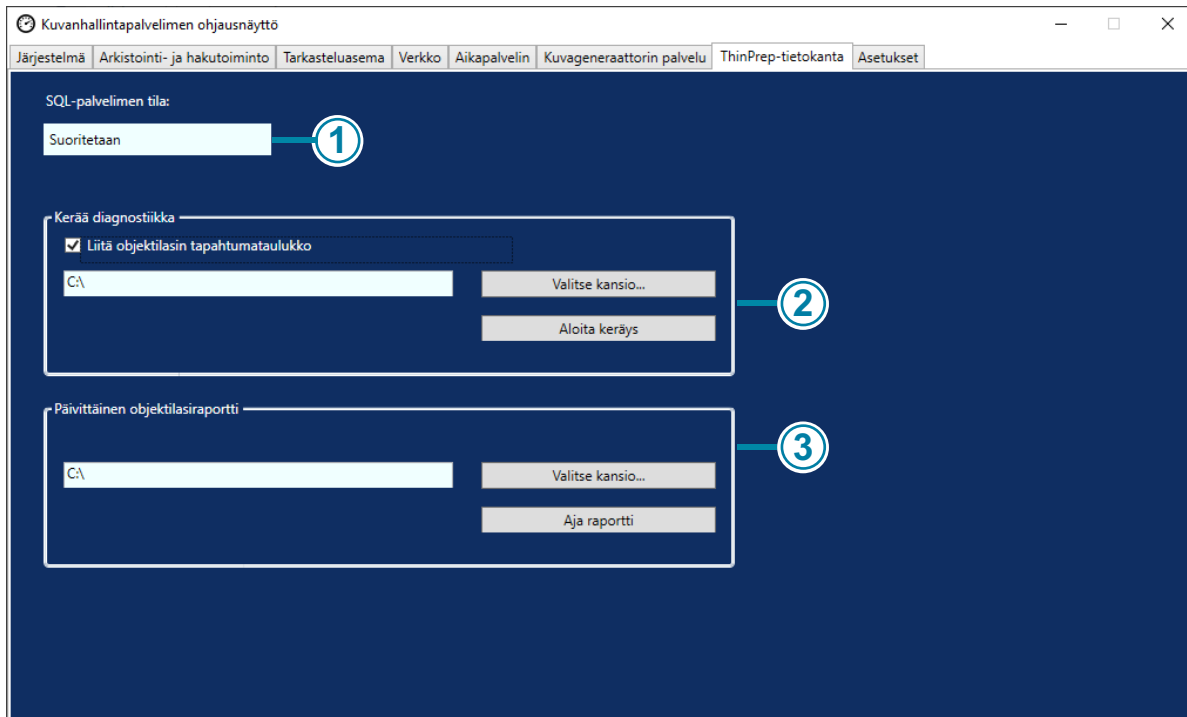 Kuvanhallintapalvelimen ohjausnäyttö
Järjestelmä Arkistointi- ja hakutoiminto Tarkasteluasema Verkko Aikapalvelin Kuvageneraattorin palvelu ThinPrep-tietokanta Asetukset
SQL-palvelimen tila:
Suoritetaan
1
Kerää diagnostiikka
Liitä objektilasin tapahtumataulukko
C:\ Valitse kansio...
2
Aloita keräys
Päivittäinen objektilasiraportti
3
C:\ Valitse kansio...
Aja raportti